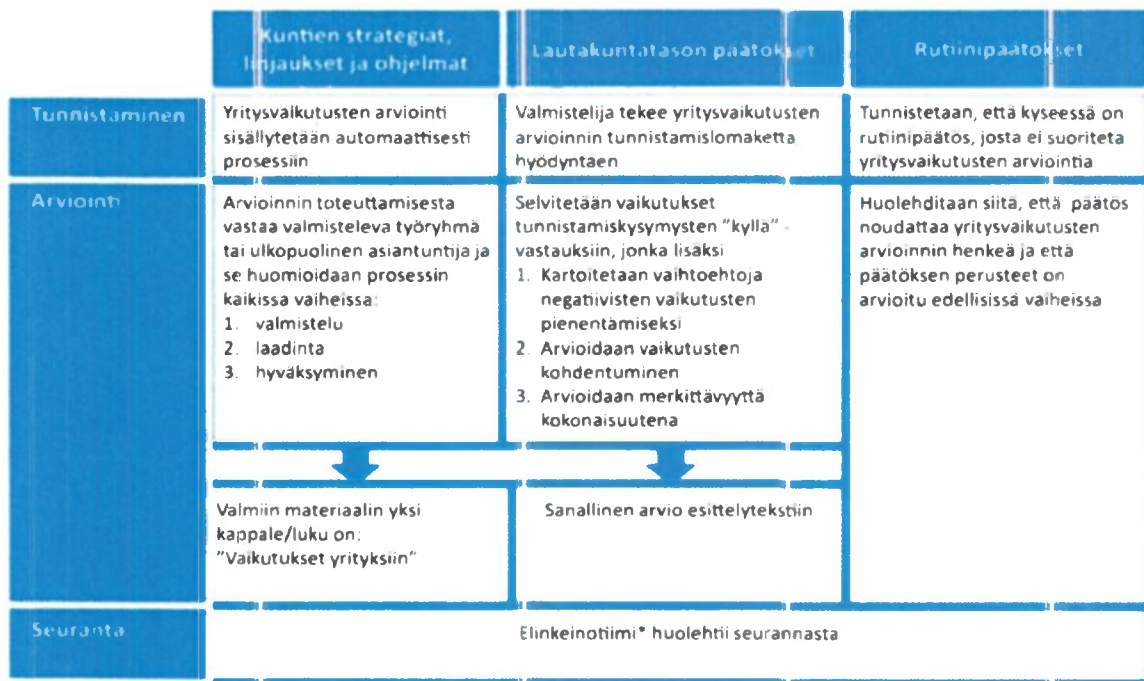 Kuntien strategiat,
linjaukset ja ohjelmat
Lautakuntatason päätökset
Rutiinipäätökset
Tunnistaminen
Yritysvaikutusten arviointi
sisällytetään automaattisesti
prosessiin
Valmistelija tekee yritysvaikutusten
arvioinnin tunnistamislomaketta
hyödyntäen
Tunnistetaan, että kyseessä on
rutiinipäätös, josta ei suoriteta
yritysvaikutusten arviointia
Arviointi
Arvioinnin toteuttamisesta
vastaa valmisteleva työryhmä
tai ulkopuolinen asiantuntija ja
se huomioidaan prosessin
kaikissa vaiheissa:
1. valmistelu
2. laadinta
3. hyväksyminen
Selvitetään vaikutukset
tunnistamiskysymysten "kyllä" -
vastauksiin, jonka lisäksi
1. Kartoitetaan vaihtoehtoja
negatiivisten vaikutusten
pienentämiseksi
2. Arvioidaan vaikutusten
kohdentuminen
3. Arvioidaan merkittävyyttä
kokonaisuutena
Huolehditaan siitä, että päätös
noudattaa yritysvaikutusten
arvioinnin henkeä ja että
päätöksen perusteet on
arvioitu edellisissä vaiheissa
Valmiin materiaalin yksi
kappale/luku on:
"Vaikutukset yrityksiin"
Sanallinen arvio esittelytekstiin
Seuranta
Elinkeinotiimi* huolehtii seurannasta